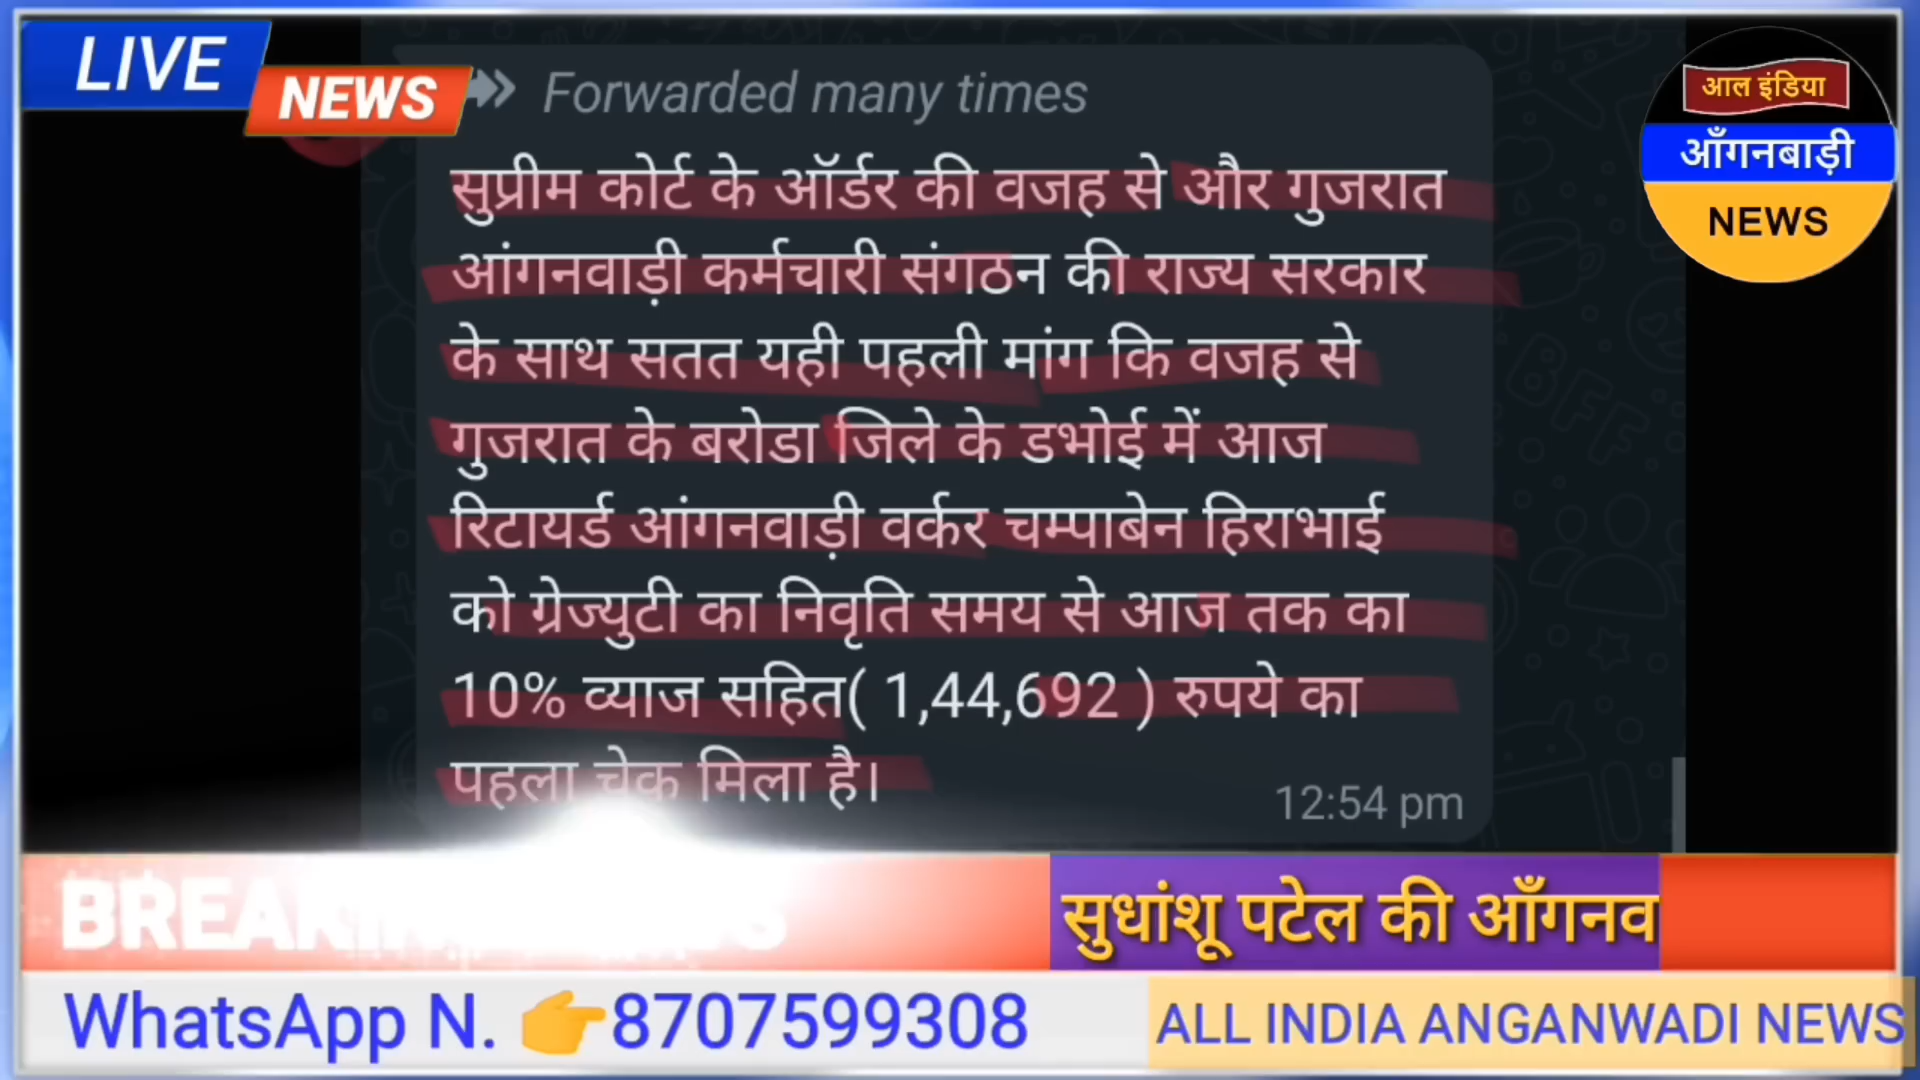 LIVE
NEWS
Forwarded many times
आल इंडिया
आँगनबाड़ी
NEWS
सुप्रीम कोर्ट के ऑर्डर की वजह से और गुजरात
आंगनवाड़ी कर्मचारी संगठन की राज्य सरकार
के साथ सतत यही पहली मांग कि वजह से
गुजरात के बरोडा जिले के डभोई में आज
रिटायर्ड आंगनवाड़ी वर्कर चम्पाबेन हिराभाई
को ग्रेज्युटी का निवृति समय से आज तक का
10% व्याज सहित( 1,44,692 ) रुपये का
पहला चेक मिला है।
12:54 pm
सुधांशू पटेल की आँगनव
WhatsApp N. 👉8707599308
ALL INDIA ANGANWADI NEWS